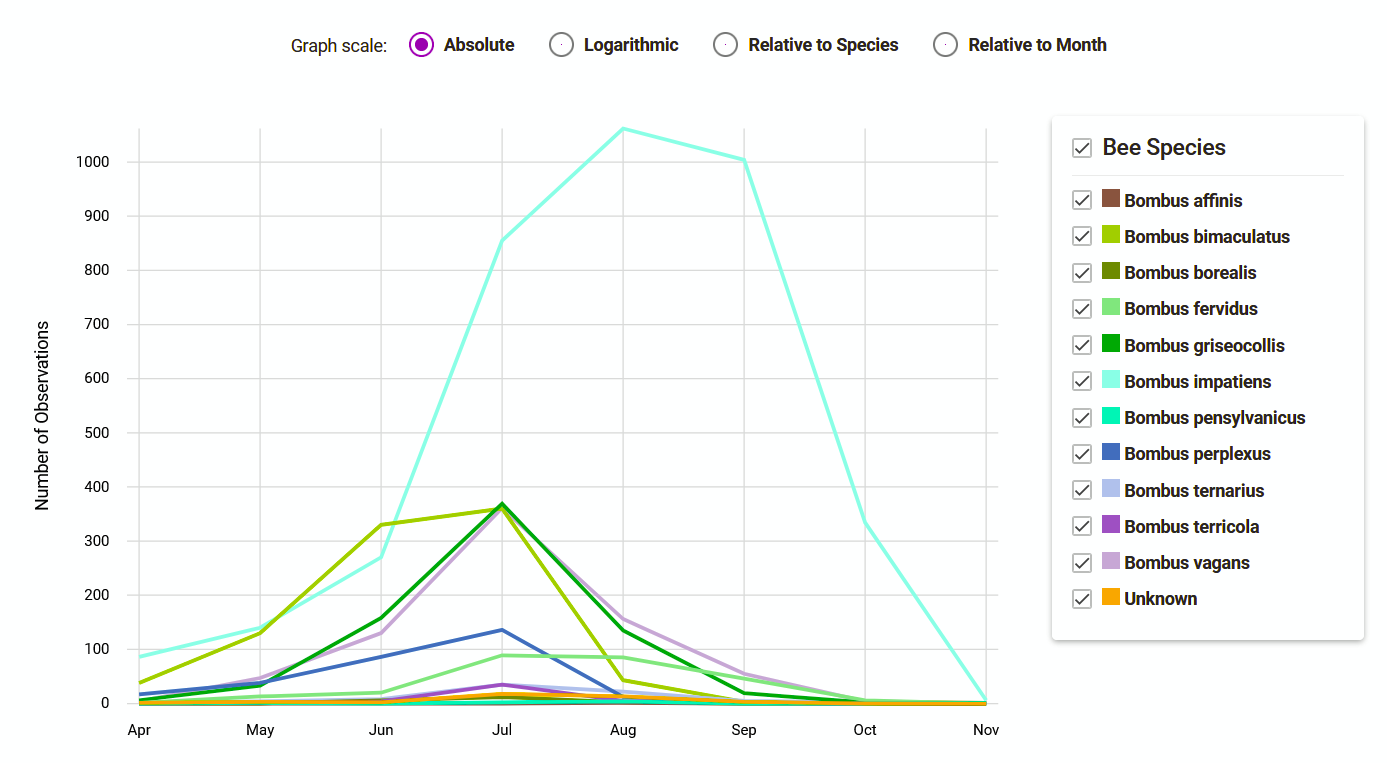 Graph scale: Absolute Logarithmic Relative to Species Relative to Month
Number of Observations
1000
900
800
700
600
500
400
300
200
100
0
Apr May Jun Jul Aug Sep Oct Nov
Bee Species
Bombus affinis
Bombus bimaculatus
Bombus borealis
Bombus fervidus
Bombus griseocollis
Bombus impatiens
Bombus pensylvanicus
Bombus perplexus
Bombus ternarius
Bombus terricola
Bombus vagans
Unknown